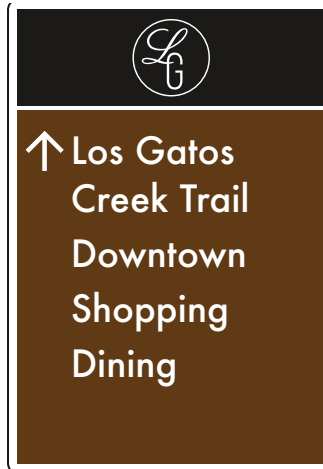 LG
↑ Los Gatos
Creek Trail
Downtown
Shopping
Dining